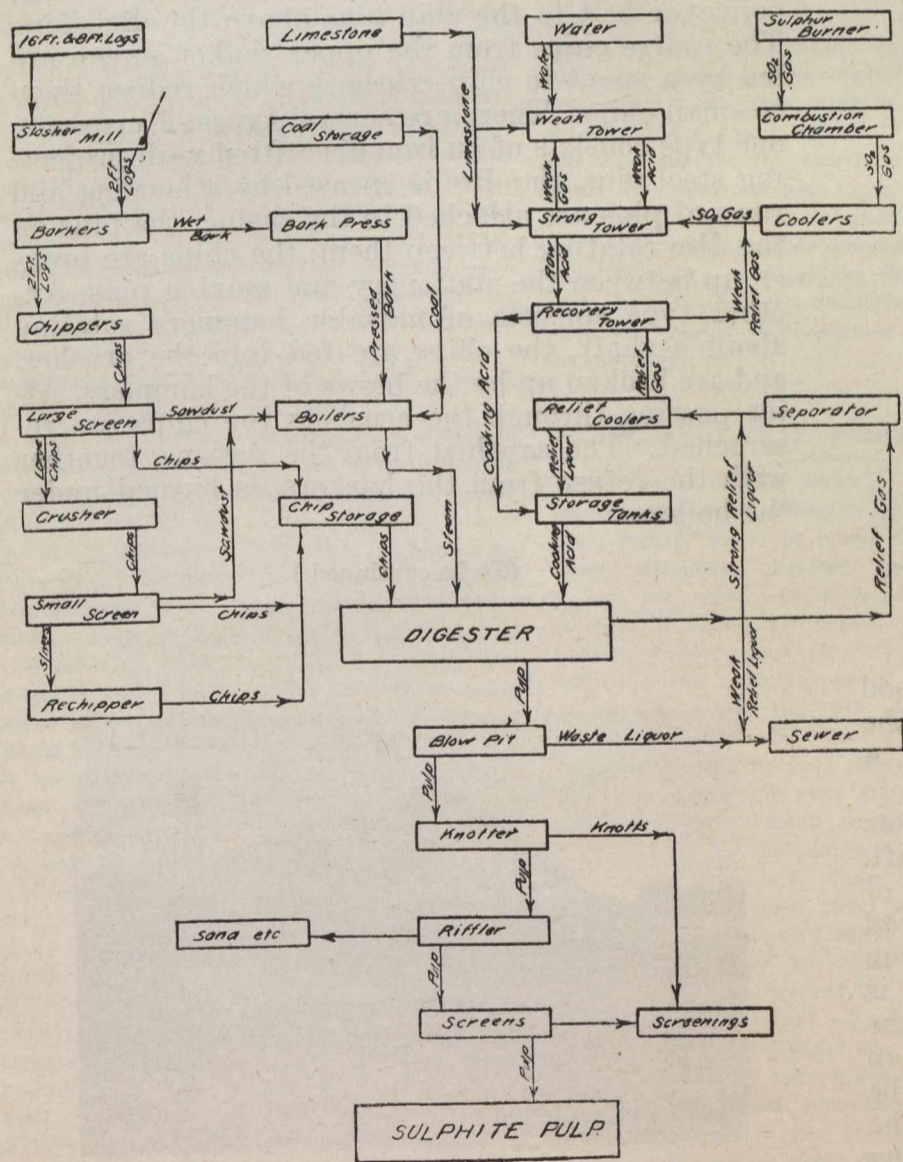 16 Ft. & 8 Ft. Logs
Limestone
Water
Sulphur
Burner
Water
SO2
Gas
Slasher
Mill
Coal
Storage
Limestone
Weak
Tower
Combustion
Chamber
2 Ft.
Logs
Weak
Gas
Weak
Acid
SO2
Gas
Barkers
Wet
Bark
Bark Press
Strong
Tower
SO2 Gas
Coolers
2 Ft.
Logs
Raw
Acid
Weak
Relief Gas
Chippers
Pressed
Bark
Coal
Recovery
Tower
Chips
Cooking Acid
Relief
Gas
Large
Screen
Sawdust
Boilers
Relief
Coolers
Separator
Large
Chips
Chips
Sawdust
Relief
Liquor
Strong Relief
Liquor
Relief Gas
Crusher
Chip
Storage
Steam
Storage
Tanks
Chips
Chips
Cooking
Acid
Small
Screen
Chips
DIGESTER
Slivers
Rechipper
Chips
Pulp
Weak
Relief Liquor
Blow Pit
Waste Liquor
Sewer
Pulp
Knotter
Knotts
Pulp
Sand etc
Riffler
Pulp
Screens
Screenings
Pulp
SULPHITE PULP.